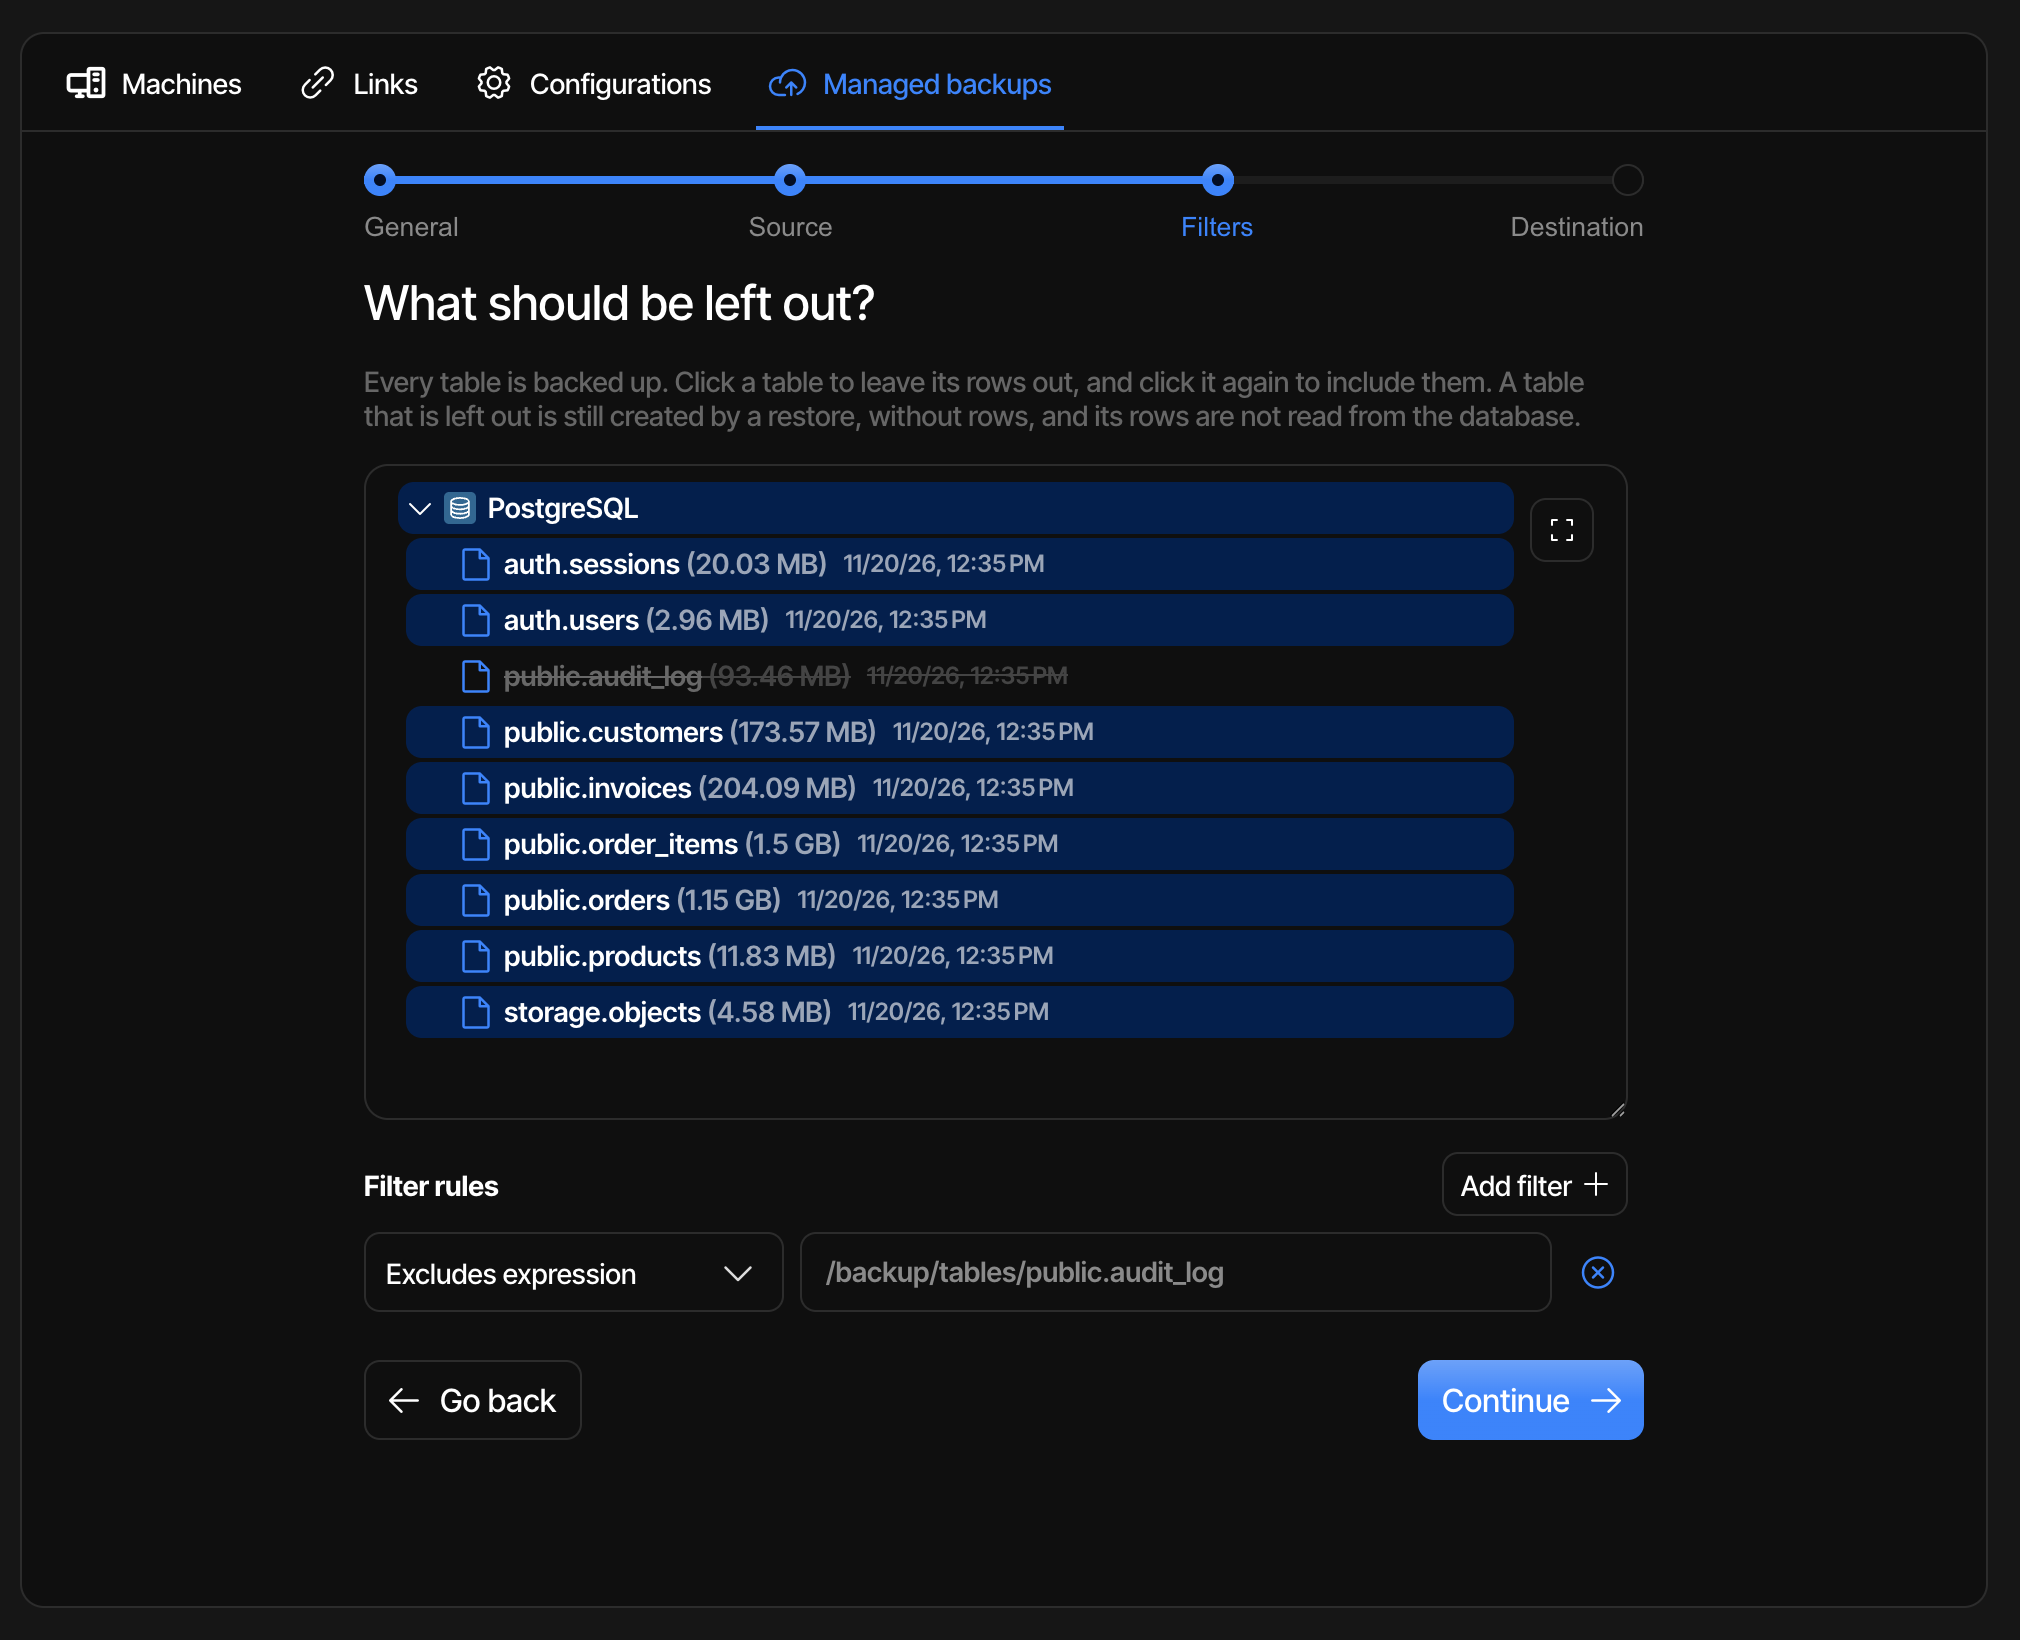 Machines
Links
Configurations
Managed backups
General
Source
Filters
Destination
What should be left out?
Every table is backed up. Click a table to leave its rows out, and click it again to include them. A table
that is left out is still created by a restore, without rows, and its rows are not read from the database.
PostgreSQL
auth.sessions (20.03 MB) 11/20/26, 12:35 PM
auth.users (2.96 MB) 11/20/26, 12:35 PM
public.audit_log (93.46 MB) 11/20/26, 12:35 PM
public.customers (173.57 MB) 11/20/26, 12:35 PM
public.invoices (204.09 MB) 11/20/26, 12:35 PM
public.order_items (1.5 GB) 11/20/26, 12:35 PM
public.orders (1.15 GB) 11/20/26, 12:35 PM
public.products (11.83 MB) 11/20/26, 12:35 PM
storage.objects (4.58 MB) 11/20/26, 12:35 PM
Filter rules
Add filter
Excludes expression
/backup/tables/public.audit_log
Go back
Continue